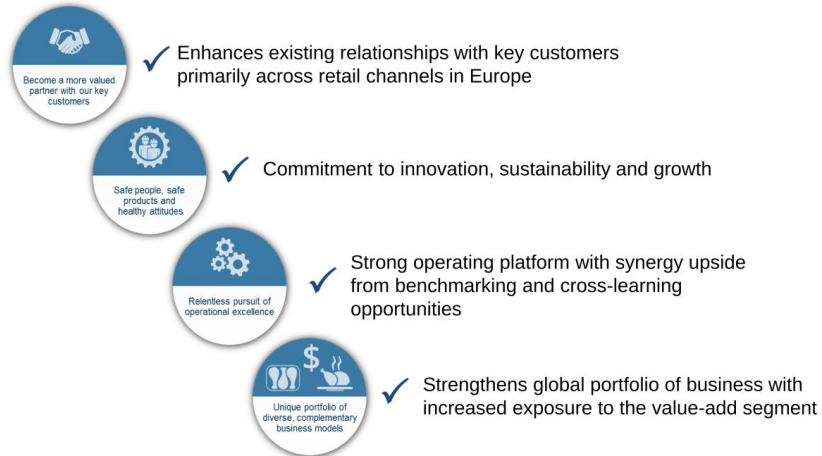 Become a more valued
partner with our key
customers
Enhances existing relationships with key customers
primarily across retail channels in Europe
Safe people, safe
products and
healthy attitudes
Commitment to innovation, sustainability and growth
Relentless pursuit of
operational excellence
Strong operating platform with synergy upside
from benchmarking and cross-learning
opportunities
$
Unique portfolio of
diverse, complementary
business models
Strengthens global portfolio of business with
increased exposure to the value-add segment